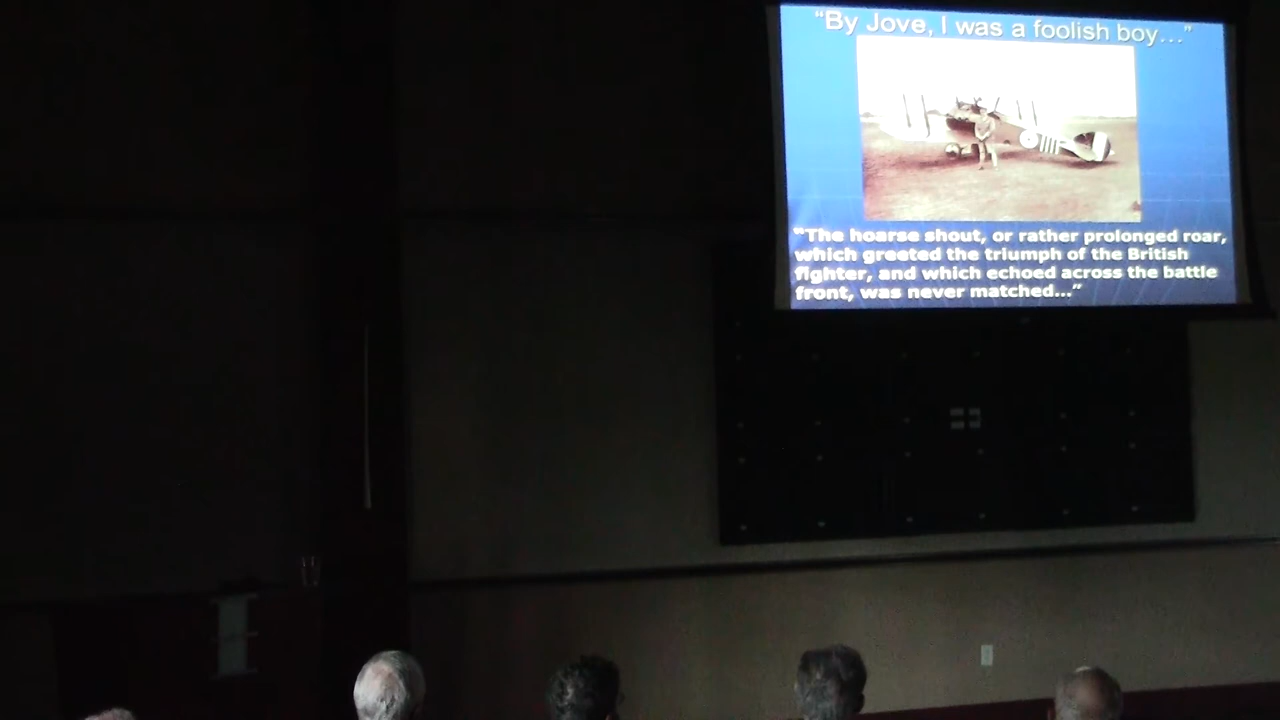 “By Jove, I was a foolish boy…”
“The hoarse shout, or rather prolonged roar,
which greeted the triumph of the British
fighter, and which echoed across the battle
front, was never matched…”